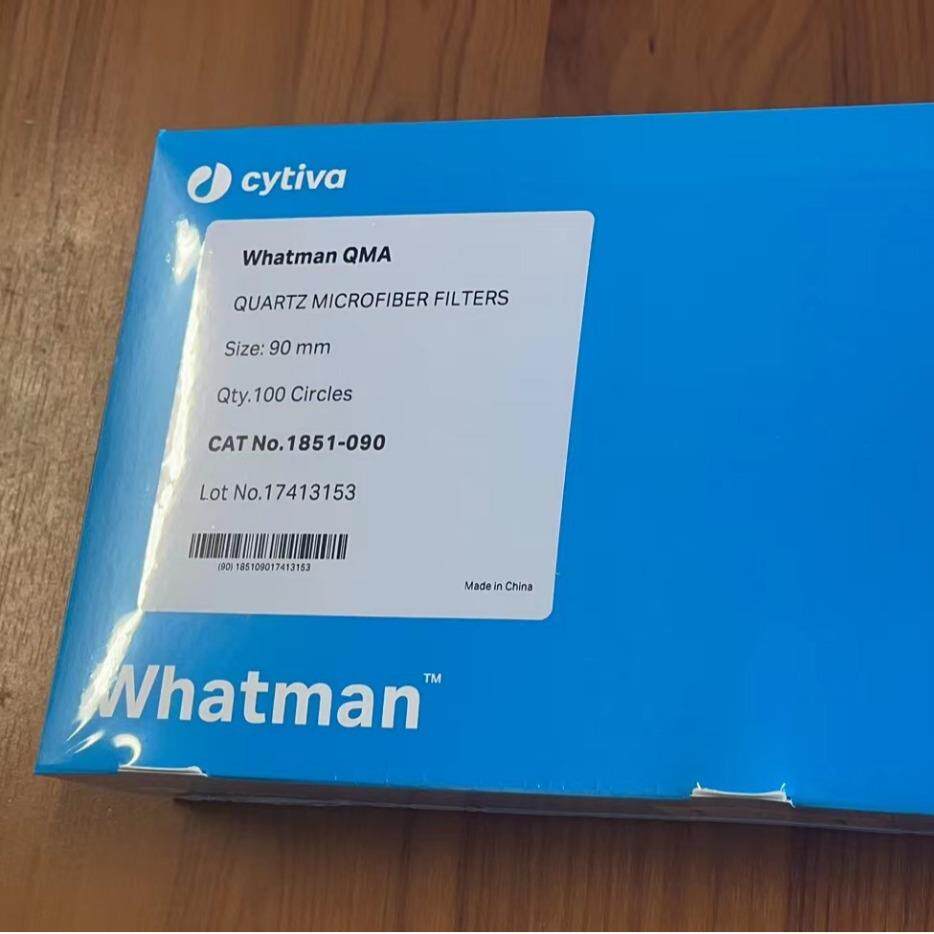 cytiva
Whatman QMA
QUARTZ MICROFIBER FILTERS
Size: 90 mm
Qty.100 Circles
CAT No.1851-090
Lot No.17413153
(90) 185109017413153
Made in China
Whatman™